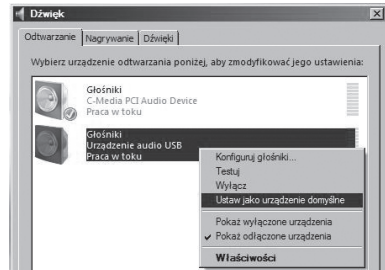 Dźwięk
Odtwarzanie Nagrywanie Dźwięki
Wybierz urządzenie odtwarzania poniżej, aby zmodyfikować jego ustawienia:
Głośniki
C-Media PCI Audio Device
Praca w toku
Głośniki
Urządzenie audio USB
Praca w toku
Konfiguruj głośniki...
Testuj
Wyłącz
Ustaw jako urządzenie domyślne
Pokaż wyłączone urządzenia
Pokaż odłączone urządzenia
Właściwości